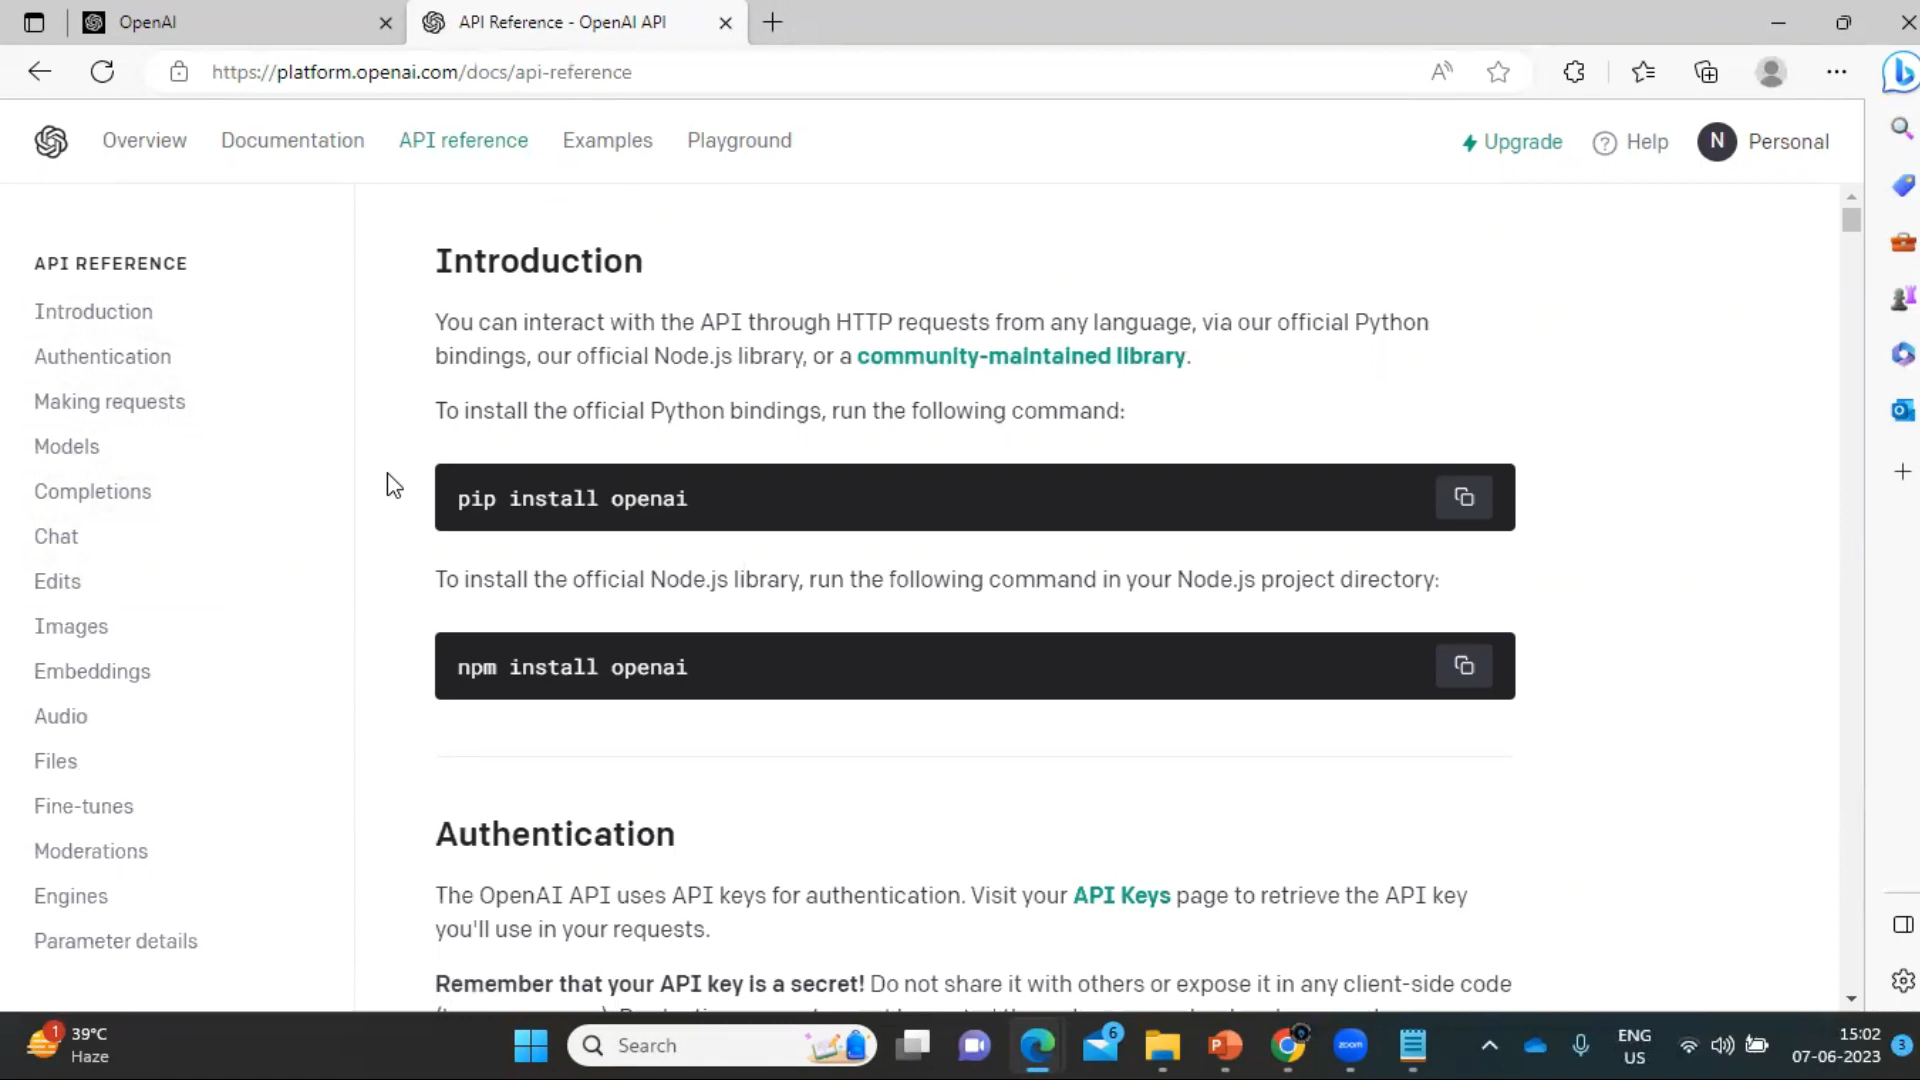 OpenAI
API Reference - OpenAI API
https://platform.openai.com/docs/api-reference
Overview
Documentation
API reference
Examples
Playground
Upgrade
Help
N
Personal
API REFERENCE
Introduction
Authentication
Making requests
Models
Completions
Chat
Edits
Images
Embeddings
Audio
Files
Fine-tunes
Moderations
Engines
Parameter details
Introduction
You can interact with the API through HTTP requests from any language, via our official Python
bindings, our official Node.js library, or a community-maintained library.
To install the official Python bindings, run the following command:
pip install openai
To install the official Node.js library, run the following command in your Node.js project directory:
npm install openai
Authentication
The OpenAI API uses API keys for authentication. Visit your API Keys page to retrieve the API key
you'll use in your requests.
Remember that your API key is a secret! Do not share it with others or expose it in any client-side code
1
39°C
Haze
Search
6
zoom
ENG
US
15:02
07-06-2023
3